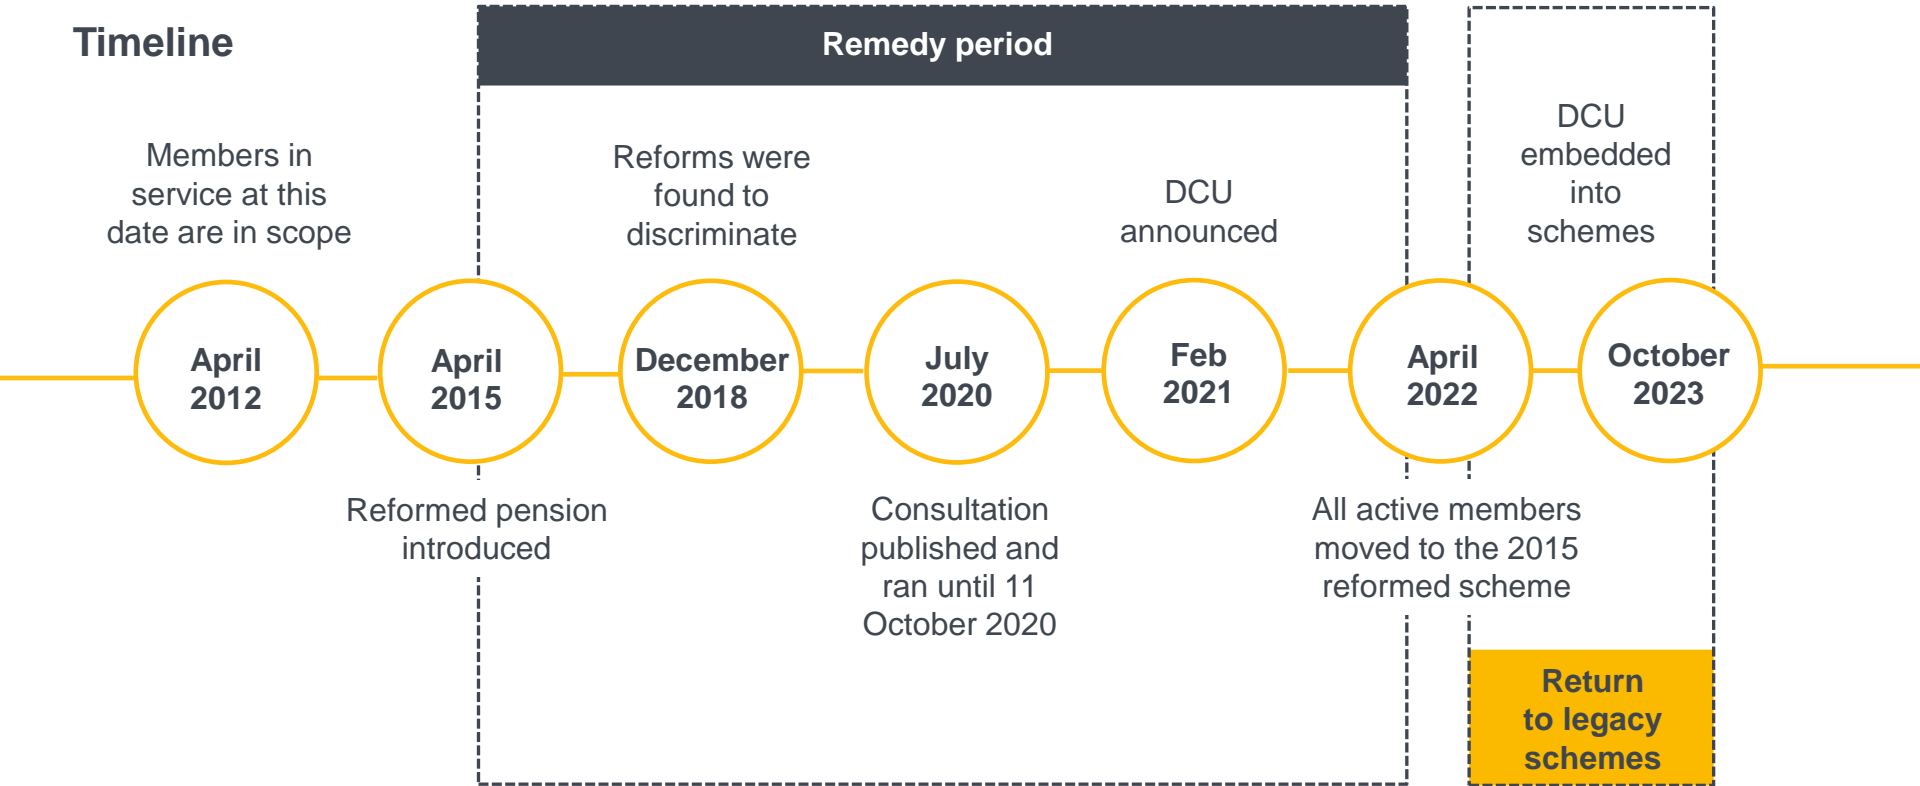 Timeline
Remedy period
Members in
service at this
date are in scope
Reforms were
found to
discriminate
DCU
announced
DCU
embedded
into
schemes
April
2012
April
2015
December
2018
July
2020
Feb
2021
April
2022
October
2023
Reformed pension
introduced
Consultation
published and
ran until 11
October 2020
All active members
moved to the 2015
reformed scheme
Return
to legacy
schemes